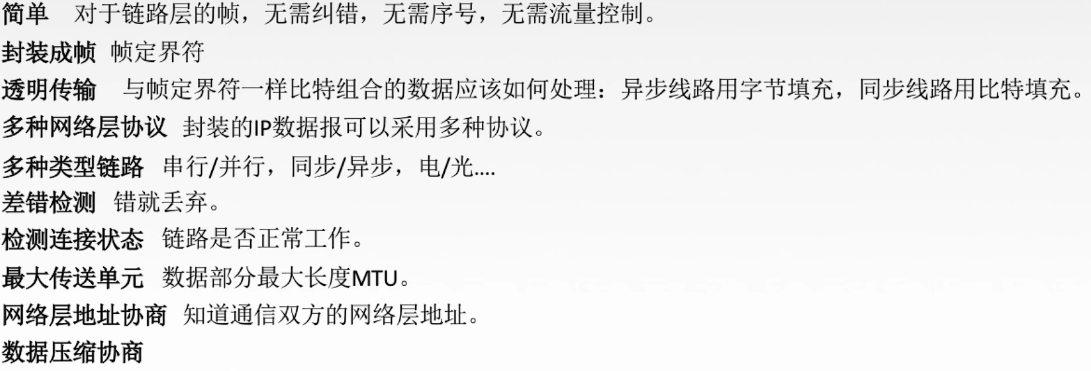 简单 对于链路层的帧，无需纠错，无需序号，无需流量控制。
封装成帧 帧定界符
透明传输 与帧定界符一样比特组合的数据应该如何处理：异步线路用字节填充，同步线路用比特填充。
多种网络层协议 封装的IP数据报可以采用多种协议。
多种类型链路 串行/并行，同步/异步，电/光....
差错检测 错就丢弃。
检测连接状态 链路是否正常工作。
最大传送单元 数据部分最大长度MTU。
网络层地址协商 知道通信双方的网络层地址。
数据压缩协商